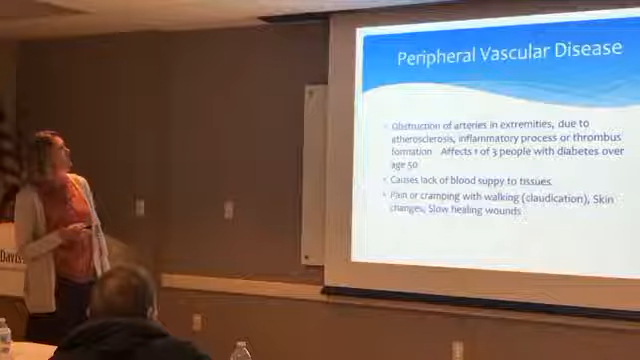 Peripheral Vascular Disease
Obstruction of arteries in extremities, due to
atherosclerosis, inflammatory process or thrombus
formation Affects 1 of 3 people with diabetes over
age 50
Causes lack of blood suppy to tissues.
Pain or cramping with walking (claudication), Skin
changes, Slow healing wounds
Davis